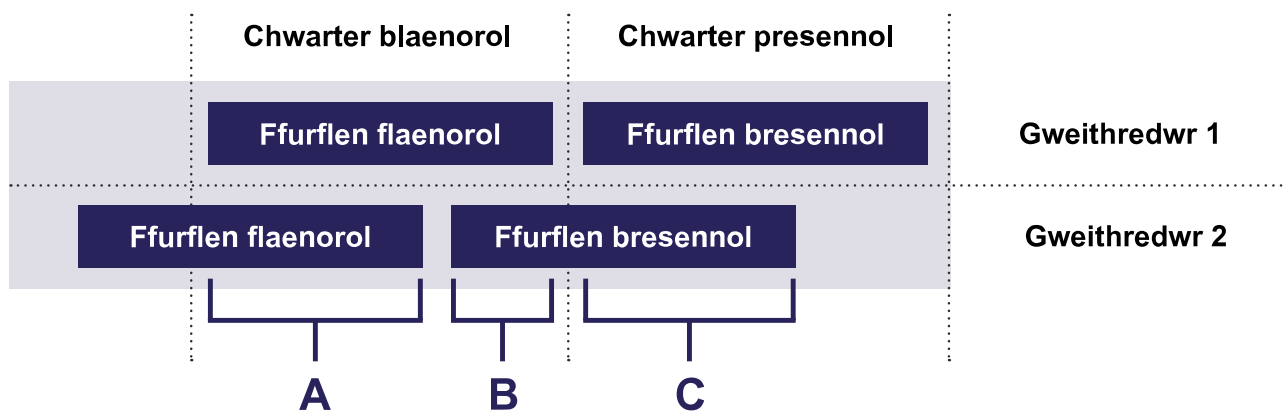 Chwarter blaenorol
Chwarter presennol
Ffurflen flaenorol
Ffurflen bresennol
Gweithredwr 1
Ffurflen flaenorol
Ffurflen bresennol
Gweithredwr 2
A
B
C